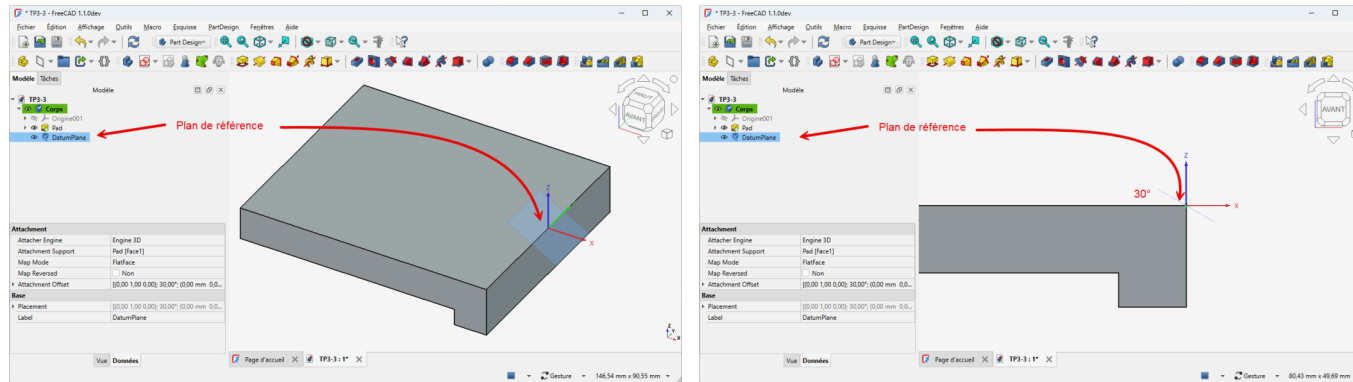 * TP3-3 - FreeCAD 1.1.0dev
Fichier Édition Affichage Outils Macro Esquisse PartDesign Fenêtres Aide
Part Design
Modèle Tâches
Modèle
TP3-3
Corps
Origine001
Pad
DatumPlane
Plan de référence
HAUT
AVANT
Z
X
Attachment
Attacher Engine Engine 3D
Attachment Support Pad [Face1]
Map Mode FlatFace
Map Reversed Non
Attachment Offset [(0,00 1,00 0,00); 30,00°; (0,00 mm 0,0...
Base
Placement [(0,00 1,00 0,00); 30,00°; (0,00 mm 0,0...
Label DatumPlane
Z
Y
X
Vue Données
Page d'accueil TP3-3 : 1*
Gesture 146,54 mm x 90,55 mm
* TP3-3 - FreeCAD 1.1.0dev
Fichier Édition Affichage Outils Macro Esquisse PartDesign Fenêtres Aide
Part Design
Modèle Tâches
Modèle
TP3-3
Corps
Origine001
Pad
DatumPlane
Plan de référence
AVANT
Z
30°
X
Attachment
Attacher Engine Engine 3D
Attachment Support Pad [Face1]
Map Mode FlatFace
Map Reversed Non
Attachment Offset [(0,00 1,00 0,00); 30,00°; (0,00 mm 0,0...
Base
Placement [(0,00 1,00 0,00); 30,00°; (0,00 mm 0,0...
Label DatumPlane
Vue Données
Page d'accueil TP3-3 : 1*
Gesture 80,43 mm x 49,69 mm